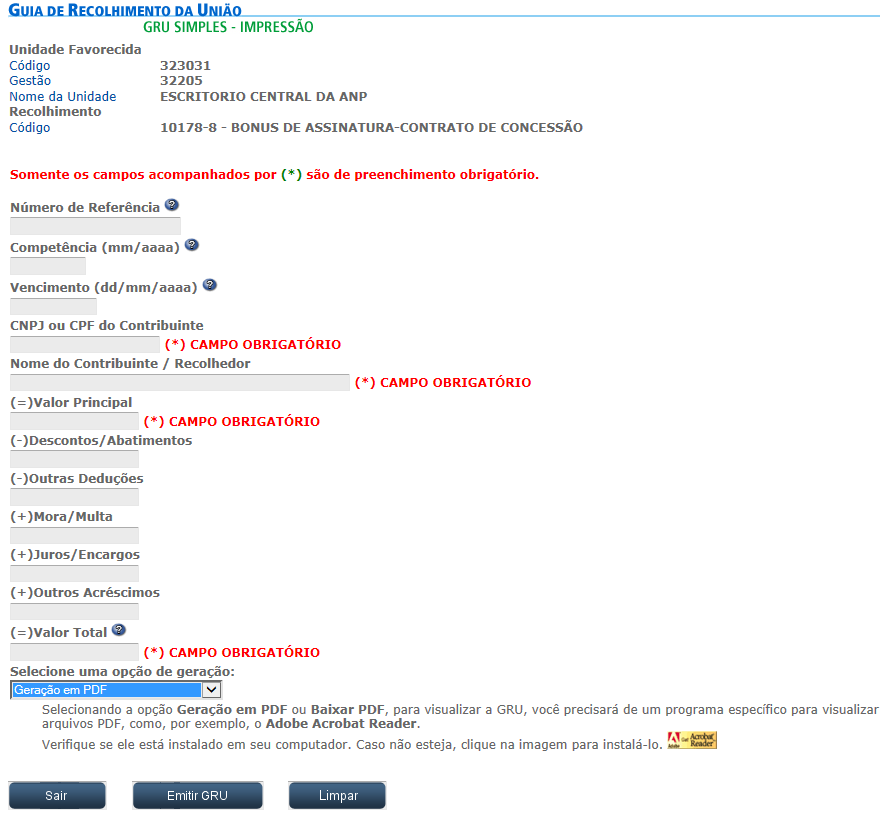 GUIA DE RECOLHIMENTO DA UNIÃO
GRU SIMPLES - IMPRESSÃO
Unidade Favorecida
Código 323031
Gestão 32205
Nome da Unidade ESCRITORIO CENTRAL DA ANP
Recolhimento
Código 10178-8 - BONUS DE ASSINATURA-CONTRATO DE CONCESSÃO
Somente os campos acompanhados por (*) são de preenchimento obrigatório.
Número de Referência ?
Competência (mm/aaaa) ?
Vencimento (dd/mm/aaaa) ?
CNPJ ou CPF do Contribuinte
(*) CAMPO OBRIGATÓRIO
Nome do Contribuinte / Recolhedor
(*) CAMPO OBRIGATÓRIO
(=)Valor Principal
(*) CAMPO OBRIGATÓRIO
(-)Descontos/Abatimentos
(-)Outras Deduções
(+)Mora/Multa
(+)Juros/Encargos
(+)Outros Acréscimos
(=)Valor Total ?
(*) CAMPO OBRIGATÓRIO
Selecione uma opção de geração:
Geração em PDF
Selecionando a opção Geração em PDF ou Baixar PDF, para visualizar a GRU, você precisará de um programa específico para visualizar
arquivos PDF, como, por exemplo, o Adobe Acrobat Reader.
Verifique se ele está instalado em seu computador. Caso não esteja, clique na imagem para instalá-lo. Adobe Get Acrobat Reader
Sair Emitir GRU Limpar